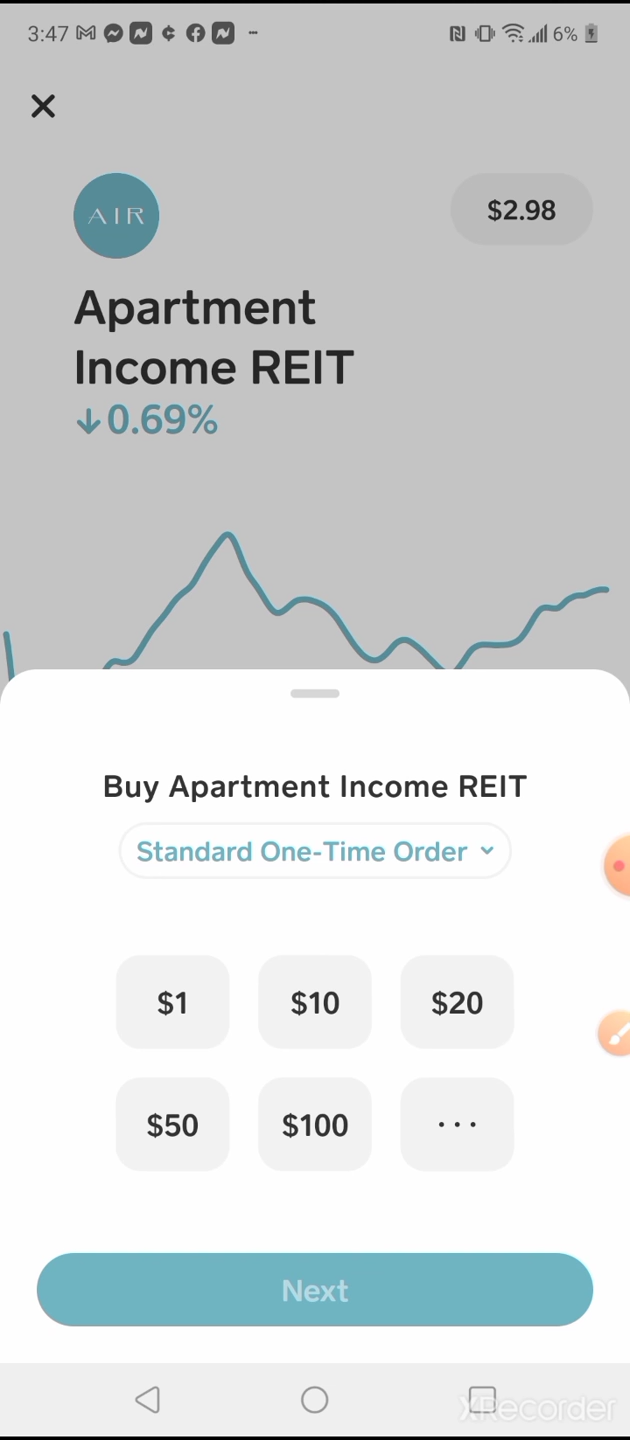 3:47
6%
AIR
$2.98
Apartment
Income REIT
↓0.69%
Buy Apartment Income REIT
Standard One-Time Order
$1 $10 $20
$50 $100 ...
Next
XRecorder